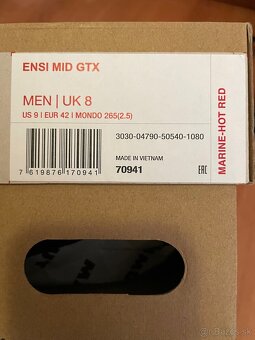 ENSI MID GTX
MEN | UK 8
US 9 I EUR 42 I MONDO 265(2.5)
3030-04790-50540-1080
7 619876 170941
MADE IN VIETNAM
70941
EAC
MARINE-HOT RED